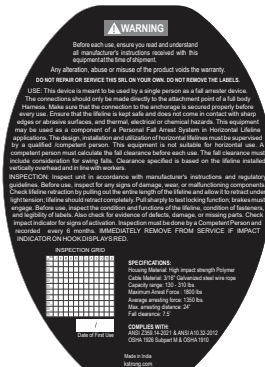 WARNING
Before each use, ensure you read and understand
all manufacturer's instructions received with this
equipment at the time of shipment.
Any alteration, abuse or misuse of the product voids the warranty.
DO NOT REPAIR OR SERVICE THIS SRL ON YOUR OWN. DO NOT REMOVE THE LABELS.
USE: This device is meant to be used by a single person as a fall arrester device.
The connections should only be made directly to the attachment point of a full body
Harness. Make sure that the connection to the anchorage is secured properly before
every use. Ensure that the lifeline is kept safe and does not come in contact with sharp
edges or abrasive surfaces, and thermal, electrical or chemical hazards. This equipment
may be used as a component of a Personal Fall Arrest System in Horizontal Lifeline
applications. The design, installation and utilization of horizontal lifelines must be supervised
by a qualified /competent person. This equipment is not suitable for horizontal use. A
competent person must calculate the fall clearance before each use. The fall clearance must
include consideration for swing falls. Clearance specified is based on the lifeline installed
vertically overhead and in line with workers.
INSPECTION: Inspect unit in accordance with manufacturer's instructions and regulatory
guidelines. Before use, inspect for any signs of damage, wear, or malfunctioning components.
Check lifeline retraction by pulling out the entire length of the lifeline and allow it to retract under
light tension; lifeline should retract completely. Pull sharply to test locking function; brakes must
engage. Before use, inspect the condition and functions of the lifeline, condition of fasteners,
and legibility of labels. Also check for evidence of defects, damage, or missing parts. Check
impact indicator for signs of activation. Inspection must be done by a Competent Person and
recorded every 6 months. IMMEDIATELY REMOVE FROM SERVICE IF IMPACT
INDICATOR ON HOOK DISPLAYS RED.
INSPECTION GRID
/
Date of First Use
SPECIFICATIONS:
Housing Material: High impact strength Polymer
Cable Material: 3/16" Galvanized steel wire rope
Capacity range: 130 - 310 lbs.
Maximum Arrest Force : 1800 lbs
Average arresting force: 1350 lbs.
Max. arresting distance: 24"
Fall clearance: 7.5'
COMPLIES WITH:
ANSI Z359.14-2021 & ANSI A10.32-2012
OSHA 1926 Subpart M & OSHA 1910
Made in India
kstrong.com